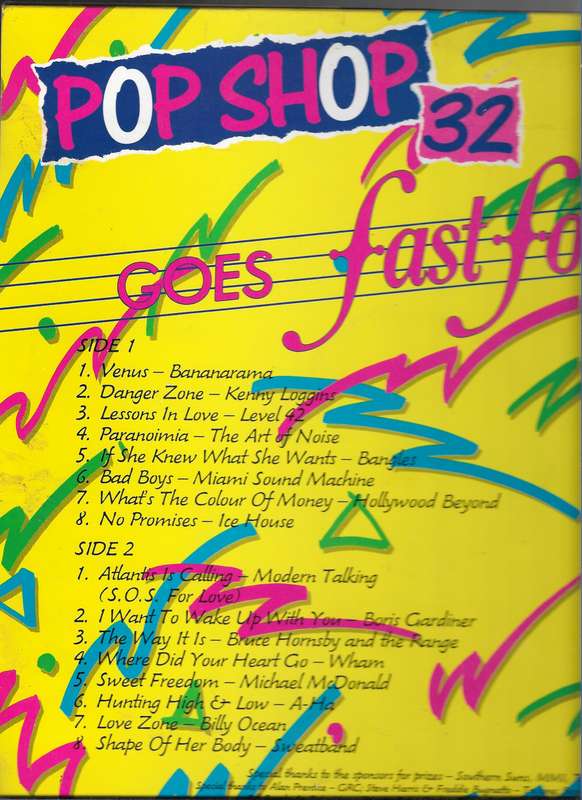 POP SHOP
32
GOES fast fo
SIDE 1
1. Venus – Bananarama
2. Danger Zone – Kenny Loggins
3. Lessons In Love – Level 42
4. Paranoimia – The Art of Noise
5. If She Knew What She Wants – Bangles
6. Bad Boys – Miami Sound Machine
7. What's The Colour Of Money – Hollywood Beyond
8. No Promises – Ice House
SIDE 2
1. Atlantis Is Calling – Modern Talking
(S.O.S. For Love)
2. I Want To Wake Up With You – Boris Gardiner
3. The Way It Is – Bruce Hornsby and the Range
4. Where Did Your Heart Go – Wham
5. Sweet Freedom – Michael McDonald
6. Hunting High & Low – A-Ha
7. Love Zone – Billy Ocean
8. Shape Of Her Body – Sweatband
Special thanks to the sponsors for prizes – Southern Suns,
Special thanks to Alan Prentice – GRC, Steve Harris & Freddie